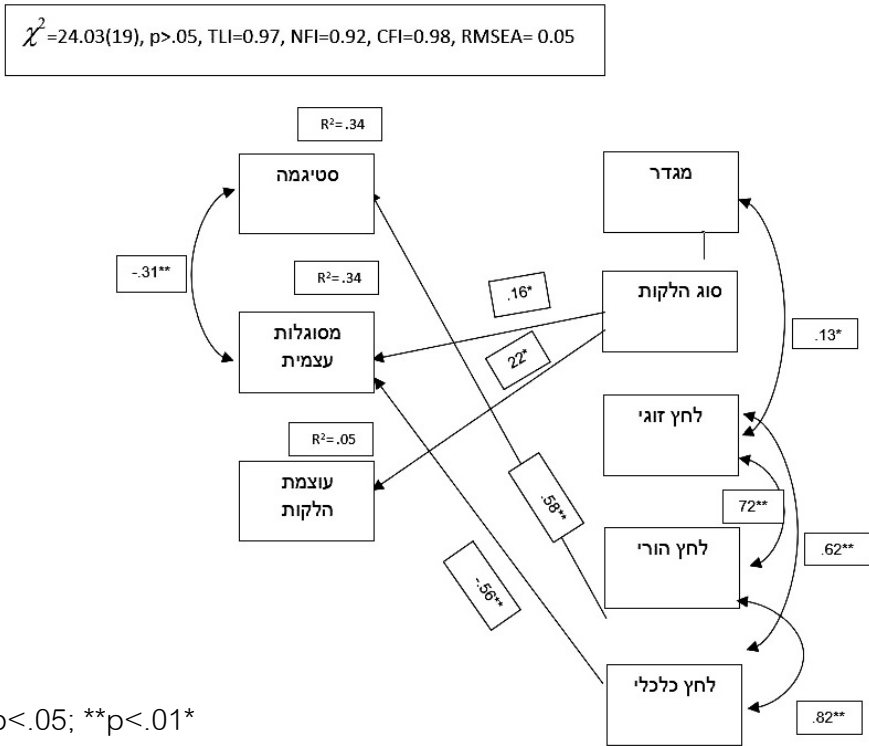 χ²=24.03(19), p>.05, TLI=0.97, NFI=0.92, CFI=0.98, RMSEA= 0.05
R²=.34
סטיגמה
מגדר
-.31**
R²=.34
.16*
סוג הלקות
מסוגלות
עצמית
22*
.13*
R²=.05
לחץ זוגי
עוצמת
הלקות
.58**
72**
לחץ הורי
.62**
-.56**
לחץ כלכלי
.82**
p<.05; **p<.01*